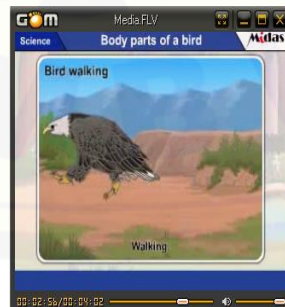 GOM Media FLV
Science Body parts of a bird Midas
Bird walking
Walking
00:02:56/00:04:02